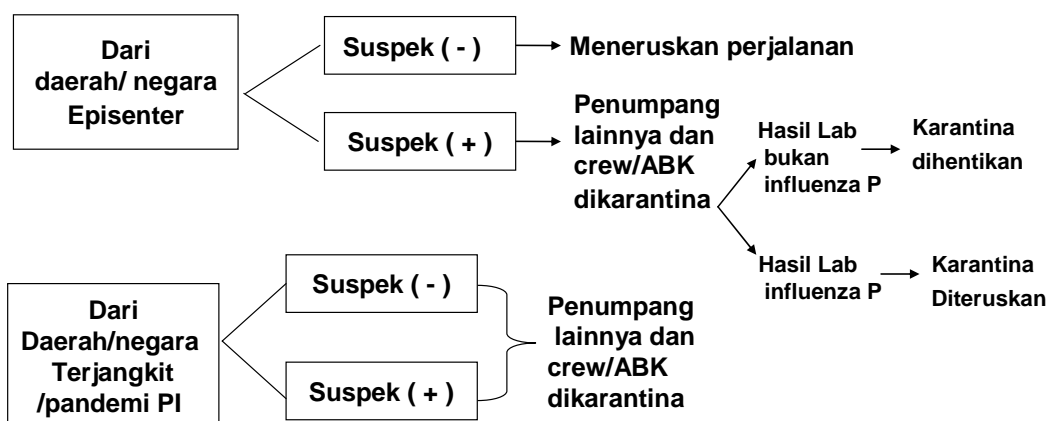 Dari
daerah/ negara
Episenter
Suspek ( - )
Meneruskan perjalanan
Suspek ( + )
Penumpang
lainnya dan
crew/ABK
dikarantina
Hasil Lab
bukan
influenza P
Karantina
dihentikan
Hasil Lab
influenza P
Karantina
Diteruskan
Dari
Daerah/negara
Terjangkit
/pandemi PI
Suspek ( - )
Suspek ( + )
Penumpang
lainnya dan
crew/ABK
dikarantina